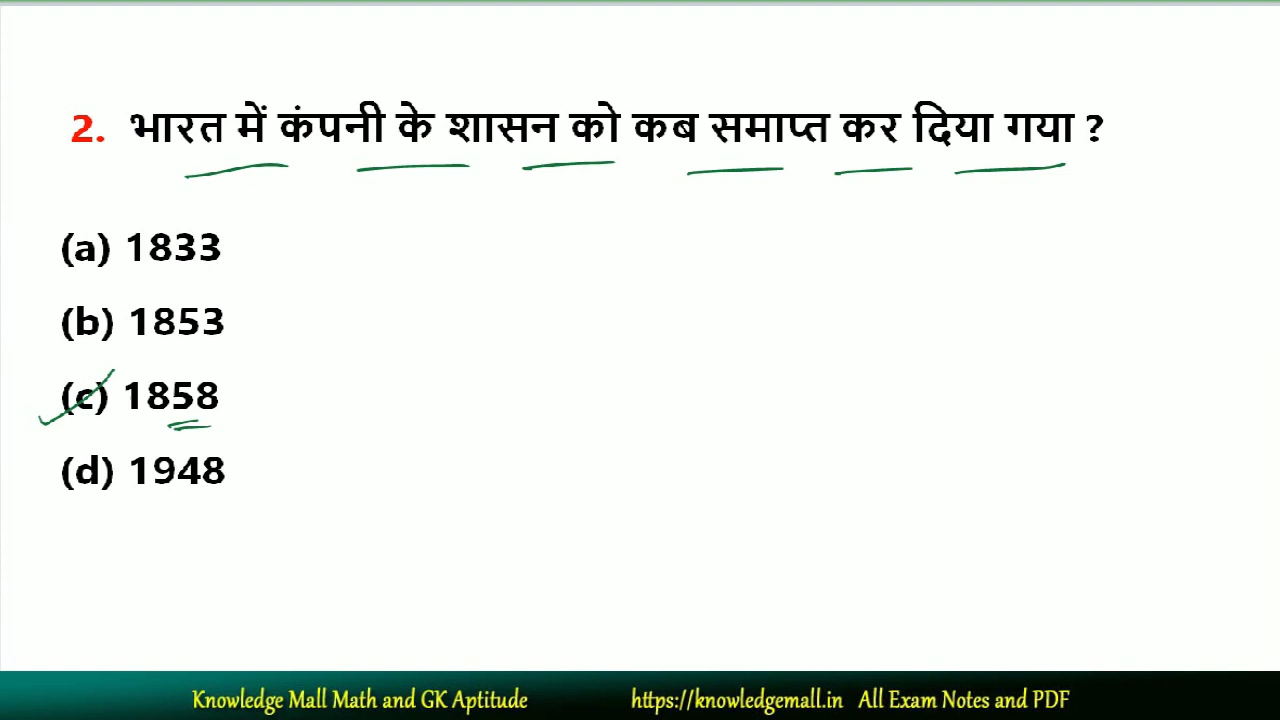 2. भारत में कंपनी के शासन को कब समाप्त कर दिया गया ?
(a) 1833
(b) 1853
(c) 1858
(d) 1948
Knowledge Mall Math and GK Aptitude https://knowledgemall.in All Exam Notes and PDF